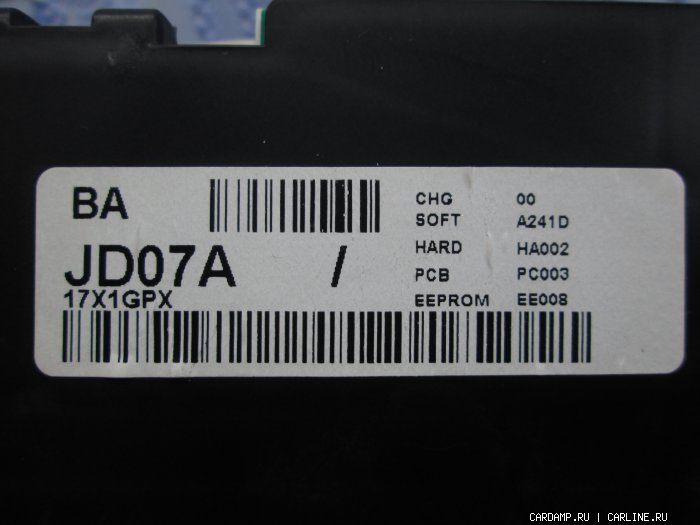 BA
CHG 00
SOFT A241D
JD07A /
HARD HA002
PCB PC003
17X1GPX
EEPROM EE008
CARDAMP.RU | CARLINE.RU